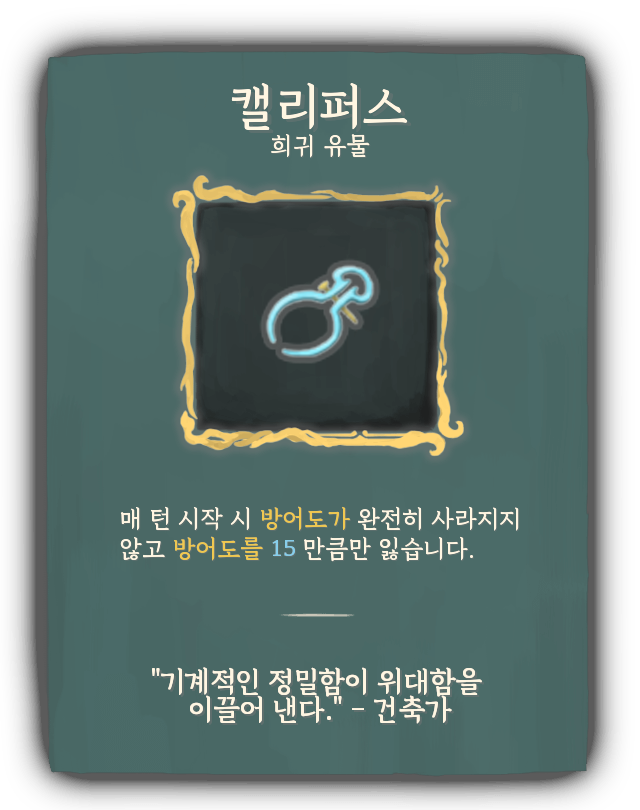 캘리퍼스
희귀 유물
매 턴 시작 시 방어도가 완전히 사라지지
않고 방어도를 15 만큼만 잃습니다.
"기계적인 정밀함이 위대함을
이끌어 낸다." – 건축가